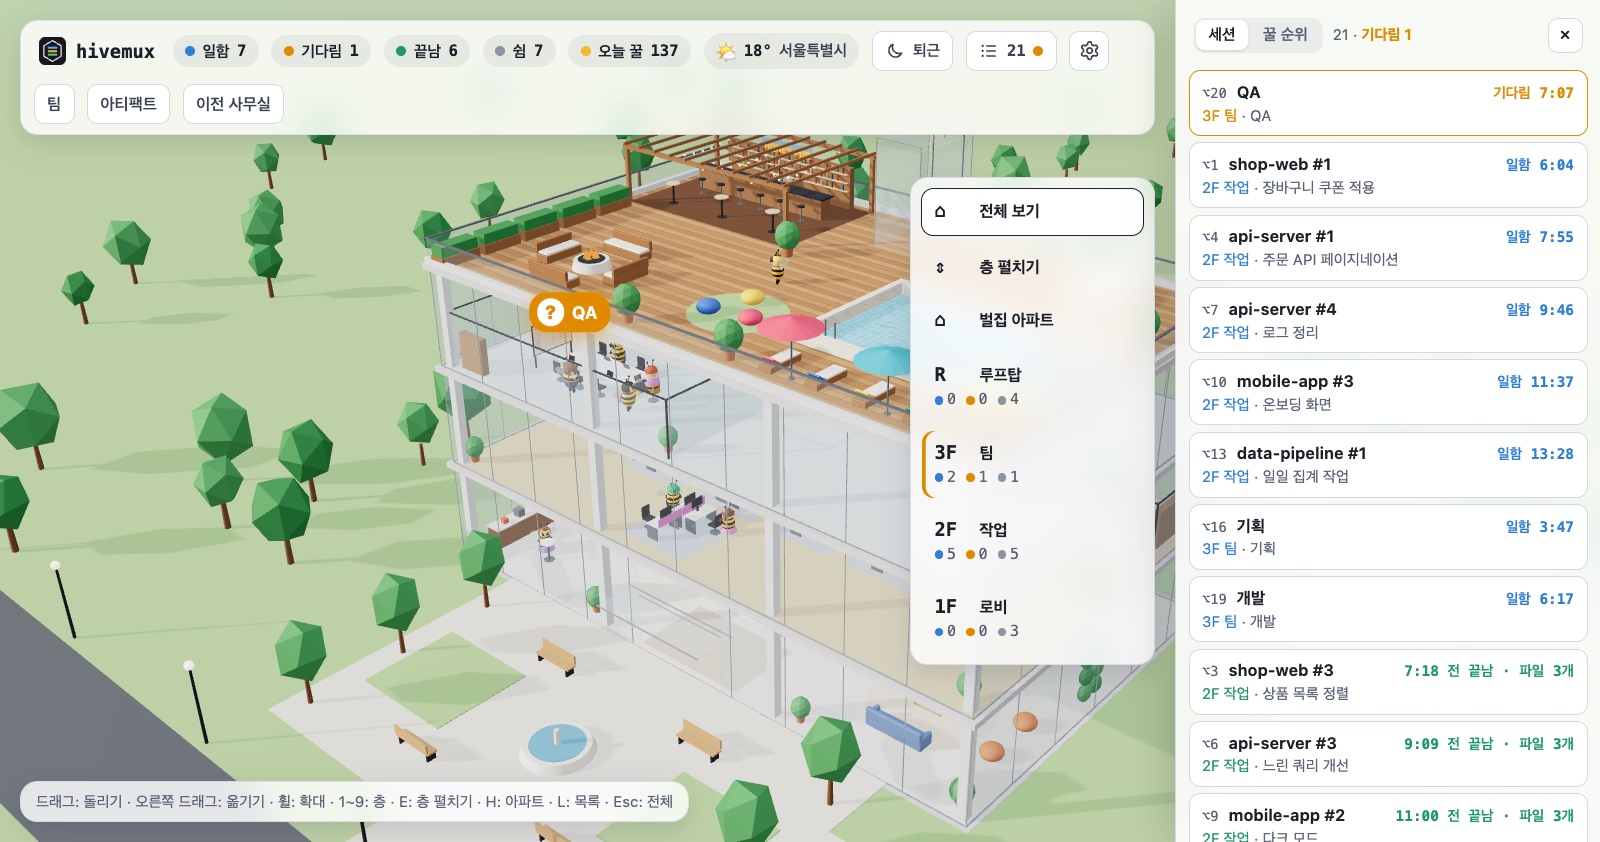 hivemux
일함 7
기다림 1
끝남 6
쉼 7
오늘 꿀 137
18° 서울특별시
퇴근
21
팀
아티팩트
이전 사무실
? QA
전체 보기
층 펼치기
벌집 아파트
R 루프탑
0 0 4
3F 팀
2 1 1
2F 작업
5 0 5
1F 로비
0 0 3
드래그: 돌리기 · 오른쪽 드래그: 옮기기 · 휠: 확대 · 1~9: 층 · E: 층 펼치기 · H: 아파트 · L: 목록 · Esc: 전체
세션
꿀 순위
21 · 기다림 1
×
⌥20 QA 기다림 7:07
3F 팀 · QA
⌥1 shop-web #1 일함 6:04
2F 작업 · 장바구니 쿠폰 적용
⌥4 api-server #1 일함 7:55
2F 작업 · 주문 API 페이지네이션
⌥7 api-server #4 일함 9:46
2F 작업 · 로그 정리
⌥10 mobile-app #3 일함 11:37
2F 작업 · 온보딩 화면
⌥13 data-pipeline #1 일함 13:28
2F 작업 · 일일 집계 작업
⌥16 기획 일함 3:47
3F 팀 · 기획
⌥19 개발 일함 6:17
3F 팀 · 개발
⌥3 shop-web #3 7:18 전 끝남 · 파일 3개
2F 작업 · 상품 목록 정렬
⌥6 api-server #3 9:09 전 끝남 · 파일 3개
2F 작업 · 느린 쿼리 개선
⌥9 mobile-app #2 11:00 전 끝남 · 파일 3개
2F 작업 · 다크 모드